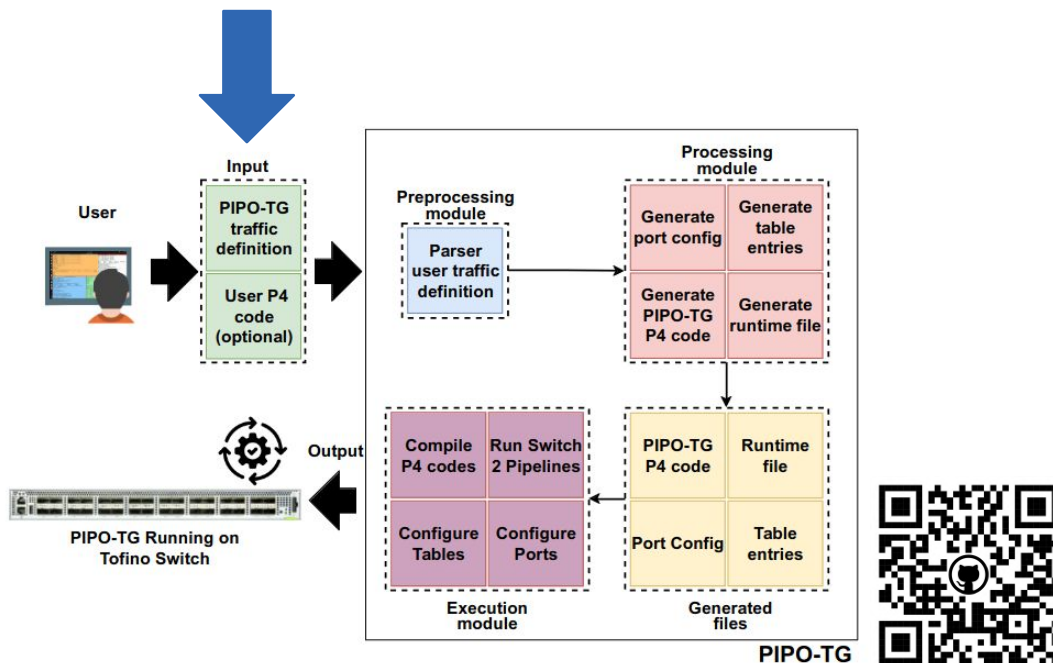 User
Input
PIPO-TG
traffic
definition
User P4
code
(optional)
Preprocessing
module
Parser
user traffic
definition
Processing
module
Generate
port config
Generate
table
entries
Generate
PIPO-TG
P4 code
Generate
runtime file
PIPO-TG
P4 code
Runtime
file
Port Config
Table
entries
Generated
files
Compile
P4 codes
Run Switch
2 Pipelines
Configure
Tables
Configure
Ports
Execution
module
Output
PIPO-TG Running on
Tofino Switch
PIPO-TG